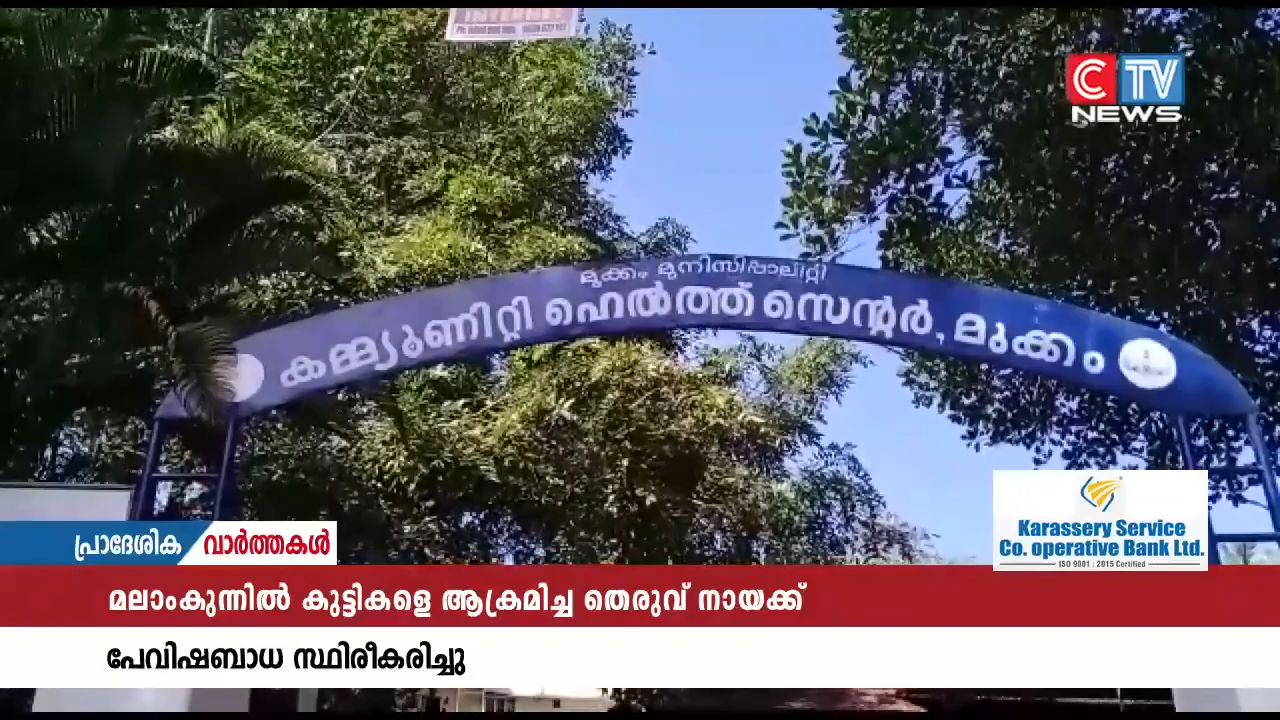 INTERNET
CTV
NEWS
മുക്കം മുനിസിപ്പാലിറ്റി
കമ്മ്യൂണിറ്റി ഹെൽത്ത് സെന്റർ, മുക്കം
Karassery Service
Co. operative Bank Ltd.
ISO 9001 : 2015 Certified
പ്രാദേശിക വാർത്തകൾ
മലാംകുന്നിൽ കുട്ടികളെ ആക്രമിച്ച തെരുവ് നായക്ക്
പേവിഷബാധ സ്ഥിരീകരിച്ചു